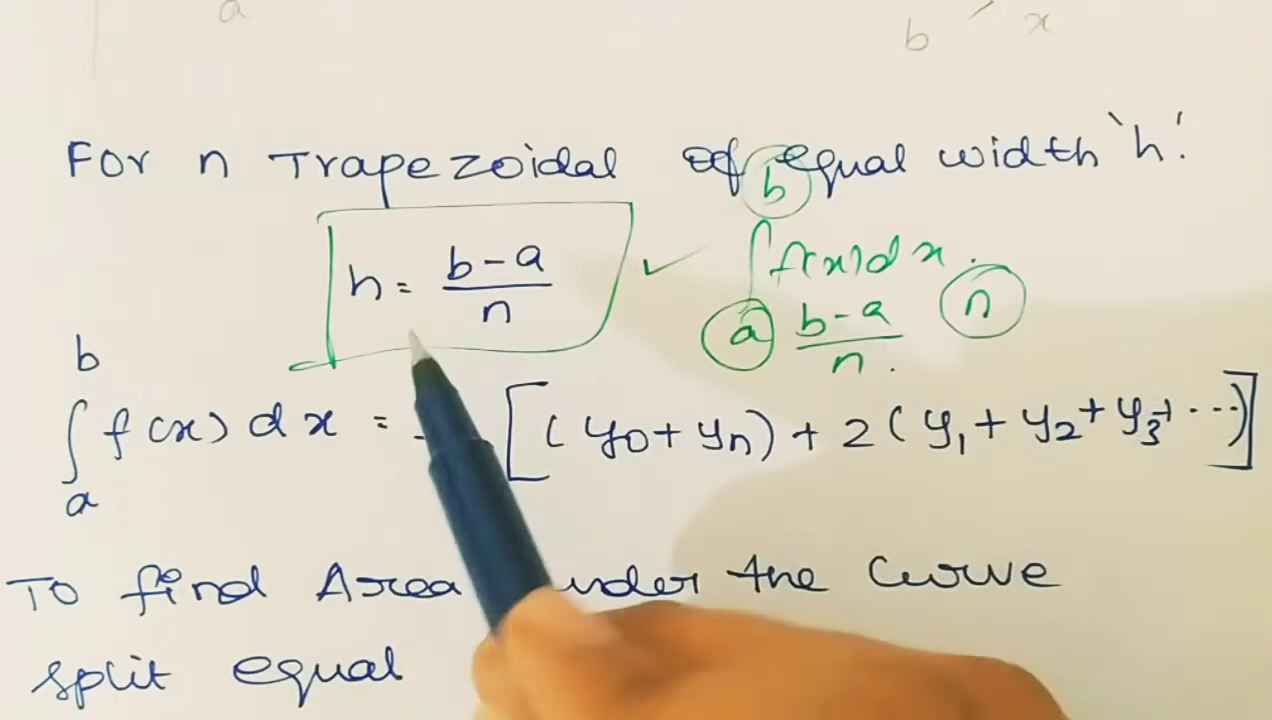 a
b x
For n Trapezoidal of equal width 'h'.
h = b-a/n
b ∫ a f(x)dx. n
b-a/n.
b ∫ a f(x) dx = [(y0+yn) + 2(y1+y2+y3+...)]
To find Area under the curve
split equal